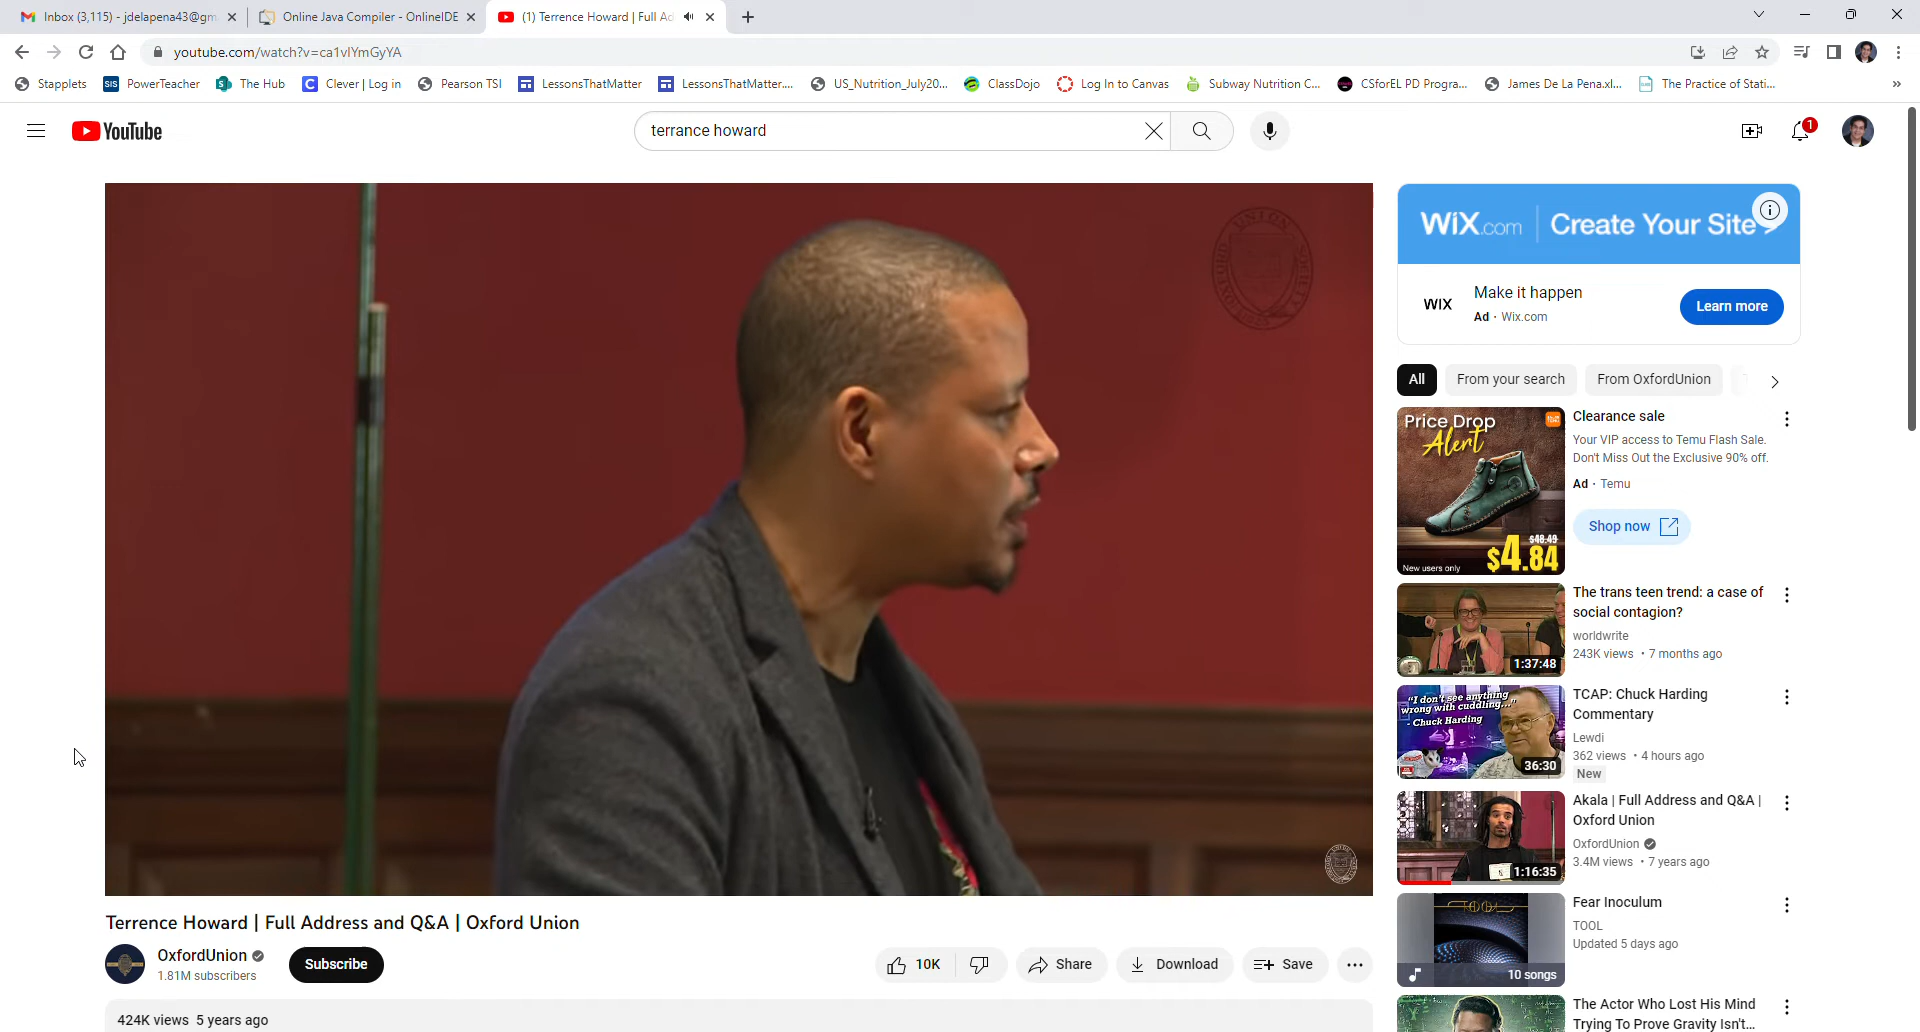 Inbox (3,115) - jdelapena43@gm
Online Java Compiler - OnlineIDE
(1) Terrence Howard | Full Ad
youtube.com/watch?v=ca1vlYmGyYA
Stapplets
PowerTeacher
The Hub
Clever | Log in
Pearson TSI
LessonsThatMatter
LessonsThatMatter....
US_Nutrition_July20...
ClassDojo
Log In to Canvas
Subway Nutrition C...
CSforEL PD Progra...
James De La Pena.xl...
The Practice of Stati...
YouTube
terrance howard
1
OXFORD UNION SOCIETY
WiX.com | Create Your Site >
WIX
Make it happen
Ad · Wix.com
Learn more
All
From your search
From OxfordUnion
Price Drop
Alert
$48.49
$4.84
New users only
Clearance sale
Your VIP access to Temu Flash Sale.
Don't Miss Out the Exclusive 90% off.
Ad · Temu
Shop now
1:37:48
The trans teen trend: a case of
social contagion?
worldwrite
243K views • 7 months ago
"I don't see anything
wrong with cuddling..."
- Chuck Harding
36:30
TCAP: Chuck Harding
Commentary
Lewdi
362 views • 4 hours ago
New
1:16:35
Akala | Full Address and Q&A |
Oxford Union
OxfordUnion
3.4M views • 7 years ago
TOOL
10 songs
Fear Inoculum
TOOL
Updated 5 days ago
The Actor Who Lost His Mind
Trying To Prove Gravity Isn't...
Terrence Howard | Full Address and Q&A | Oxford Union
OxfordUnion
1.81M subscribers
Subscribe
10K
Share
Download
Save
424K views 5 years ago